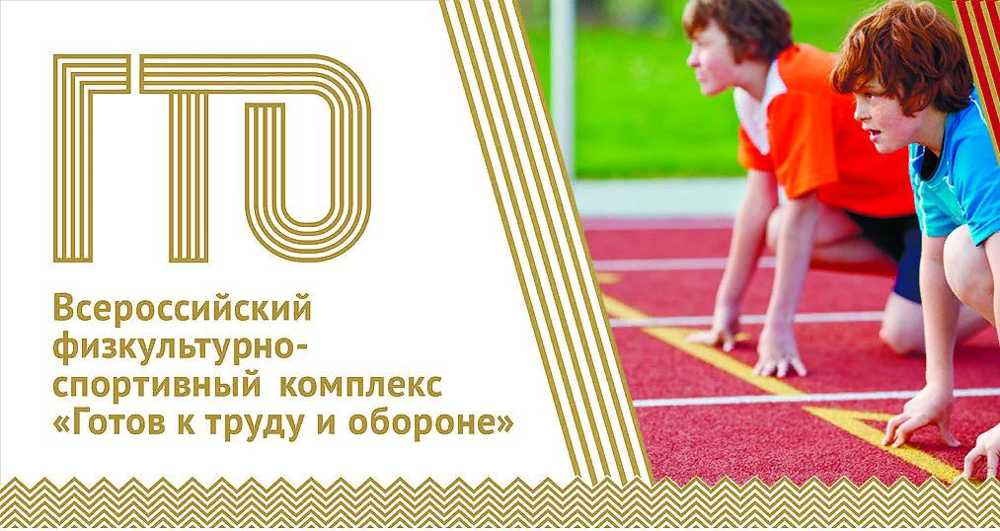 ГТО
Всероссийский
физкультурно-
спортивный комплекс
«Готов к труду и обороне»